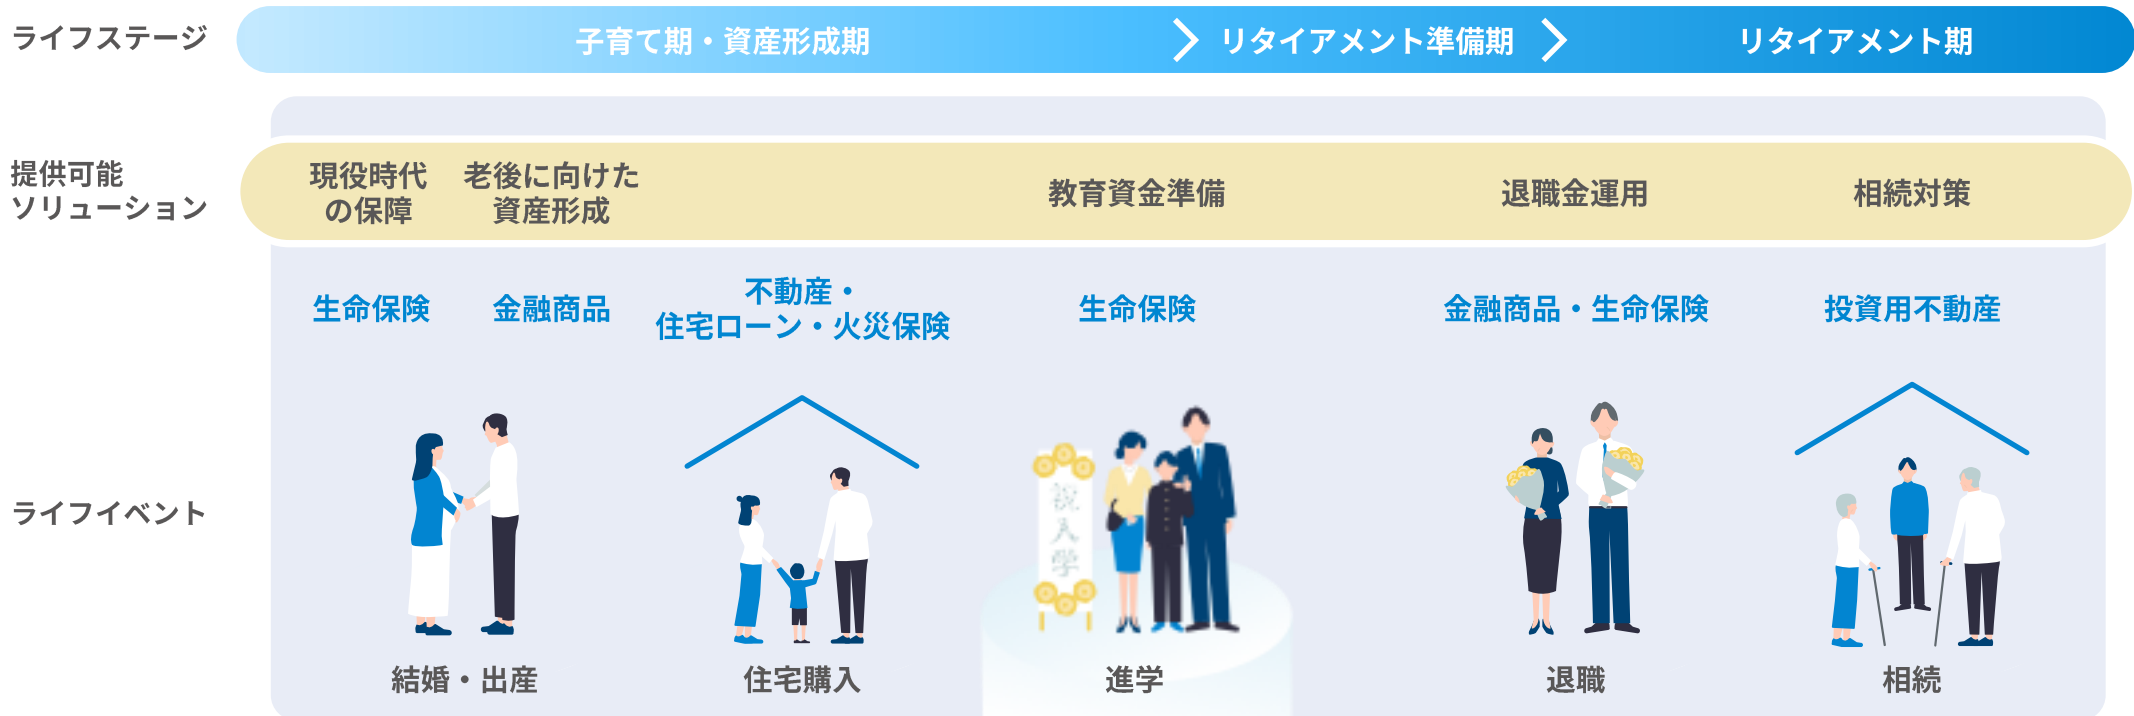 ライフステージ
子育て期・資産形成期
リタイアメント準備期
リタイアメント期
提供可能
ソリューション
現役時代
の保障
老後に向けた
資産形成
教育資金準備
退職金運用
相続対策
生命保険
金融商品
不動産・
住宅ローン・火災保険
生命保険
金融商品・生命保険
投資用不動産
ライフイベント
祝
入
学
結婚・出産
住宅購入
進学
退職
相続